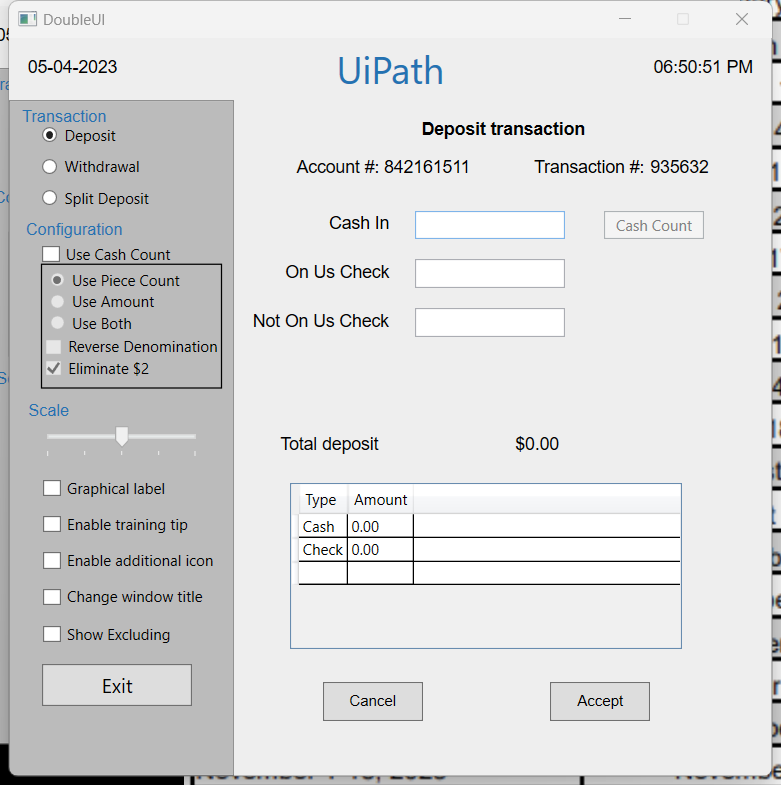 DoubleUI
05-04-2023
UiPath
06:50:51 PM
Transaction
Deposit
Withdrawal
Split Deposit
Configuration
Use Cash Count
Use Piece Count
Use Amount
Use Both
Reverse Denomination
Eliminate $2
Scale
Graphical label
Enable training tip
Enable additional icon
Change window title
Show Excluding
Exit
Deposit transaction
Account #: 842161511 Transaction #: 935632
Cash In Cash Count
On Us Check
Not On Us Check
Total deposit $0.00
Type Amount
Cash 0.00
Check 0.00
Cancel Accept